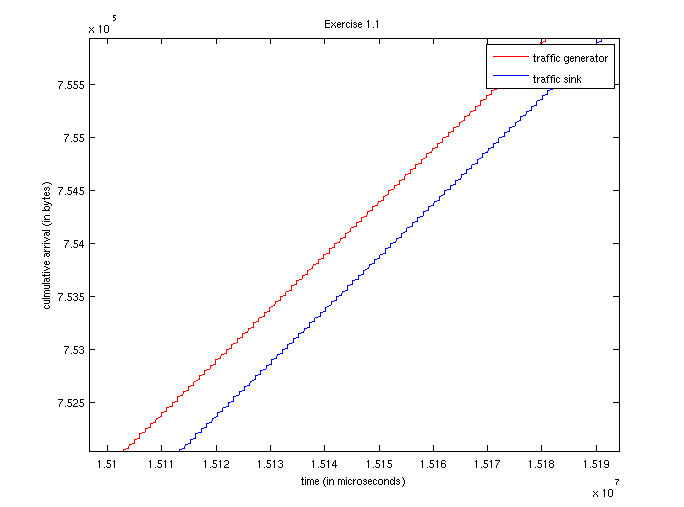 Exercise 1.1
x 10 5
traffic generator
traffic sink
7.555
7.55
7.545
7.54
7.535
7.53
7.525
culmulative arrival (in bytes)
1.51 1.511 1.512 1.513 1.514 1.515 1.516 1.517 1.518 1.519
time (in microseconds)
x 10 7